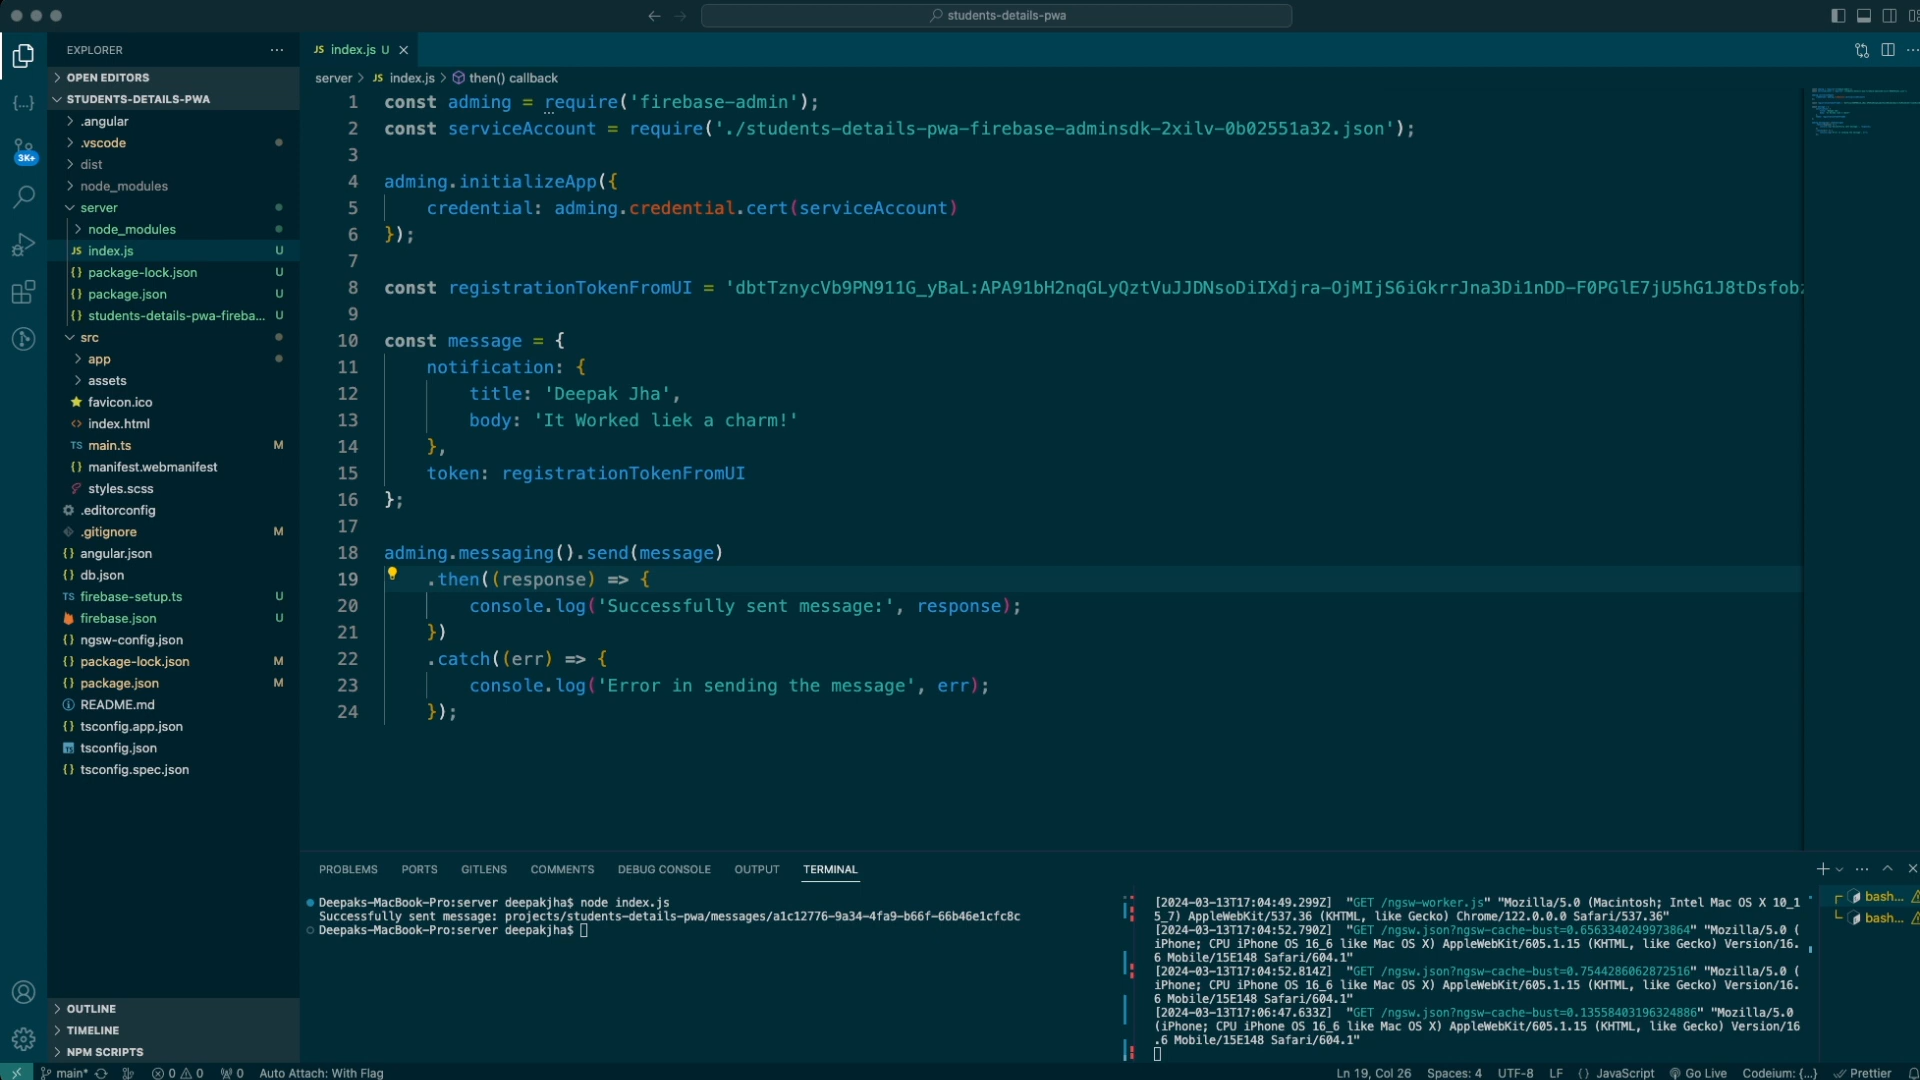 students-details-pwa
EXPLORER
OPEN EDITORS
STUDENTS-DETAILS-PWA
.angular
.vscode
dist
node_modules
server
node_modules
JS index.js U
{} package-lock.json U
{} package.json U
{} students-details-pwa-fireba... U
src
app
assets
favicon.ico
<> index.html
TS main.ts M
{} manifest.webmanifest
styles.scss
.editorconfig
.gitignore M
{} angular.json
{} db.json
TS firebase-setup.ts U
firebase.json U
{} ngsw-config.json
{} package-lock.json M
{} package.json M
README.md
{} tsconfig.app.json
tsconfig.json
{} tsconfig.spec.json
OUTLINE
TIMELINE
NPM SCRIPTS
3K+
JS index.js U
server > JS index.js > then() callback
1 const adming = require('firebase-admin');
2 const serviceAccount = require('./students-details-pwa-firebase-adminsdk-2xilv-0b02551a32.json');
3
4 adming.initializeApp({
5 credential: adming.credential.cert(serviceAccount)
6 });
7
8 const registrationTokenFromUI = 'dbtTznycVb9PN911G_yBaL:APA91bH2nqGLyQztVuJJDNsoDiIXdjra-OjMIjS6iGkrrJna3Di1nDD-F0PGlE7jU5hG1J8tDsfobz
9
10 const message = {
11 notification: {
12 title: 'Deepak Jha',
13 body: 'It Worked liek a charm!'
14 },
15 token: registrationTokenFromUI
16 };
17
18 adming.messaging().send(message)
19 .then((response) => {
20 console.log('Successfully sent message:', response);
21 })
22 .catch((err) => {
23 console.log('Error in sending the message', err);
24 });
PROBLEMS PORTS GITLENS COMMENTS DEBUG CONSOLE OUTPUT TERMINAL
Deepaks-MacBook-Pro:server deepakjha$ node index.js
Successfully sent message: projects/students-details-pwa/messages/a1c12776-9a34-4fa9-b66f-66b46e1cfc8c
Deepaks-MacBook-Pro:server deepakjha$
[2024-03-13T17:04:49.299Z] "GET /ngsw-worker.js" "Mozilla/5.0 (Macintosh; Intel Mac OS X 10_1
5_7) AppleWebKit/537.36 (KHTML, like Gecko) Chrome/122.0.0.0 Safari/537.36"
[2024-03-13T17:04:52.790Z] "GET /ngsw.json?ngsw-cache-bust=0.6563340249973864" "Mozilla/5.0 (
iPhone; CPU iPhone OS 16_6 like Mac OS X) AppleWebKit/605.1.15 (KHTML, like Gecko) Version/16.
6 Mobile/15E148 Safari/604.1"
[2024-03-13T17:04:52.814Z] "GET /ngsw.json?ngsw-cache-bust=0.7544286062872516" "Mozilla/5.0 (
iPhone; CPU iPhone OS 16_6 like Mac OS X) AppleWebKit/605.1.15 (KHTML, like Gecko) Version/16.
6 Mobile/15E148 Safari/604.1"
[2024-03-13T17:06:47.633Z] "GET /ngsw.json?ngsw-cache-bust=0.13558403196324886" "Mozilla/5.0
(iPhone; CPU iPhone OS 16_6 like Mac OS X) AppleWebKit/605.1.15 (KHTML, like Gecko) Version/16
.6 Mobile/15E148 Safari/604.1"
bash...
bash...
main* 0 0 0 Auto Attach: With Flag
Ln 19, Col 26 Spaces: 4 UTF-8 LF {} JavaScript Go Live Codeium: {...} Prettier